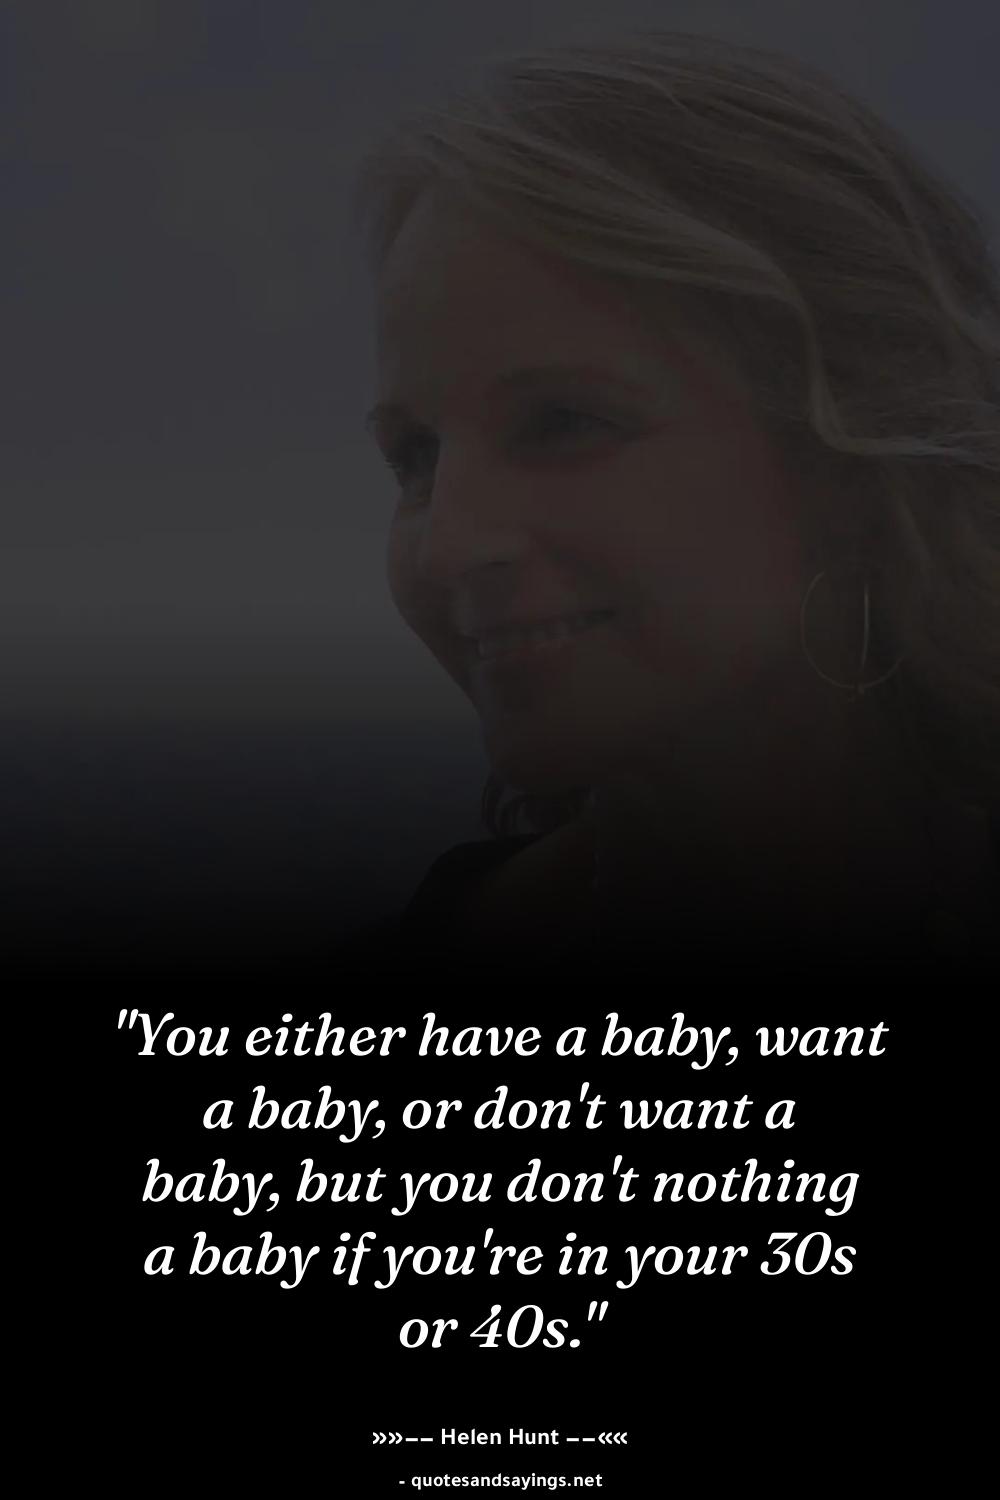 "You either have a baby, want
a baby, or don't want a
baby, but you don't nothing
a baby if you're in your 30s
or 40s."
»»−− Helen Hunt −−««
- quotesandsayings.net